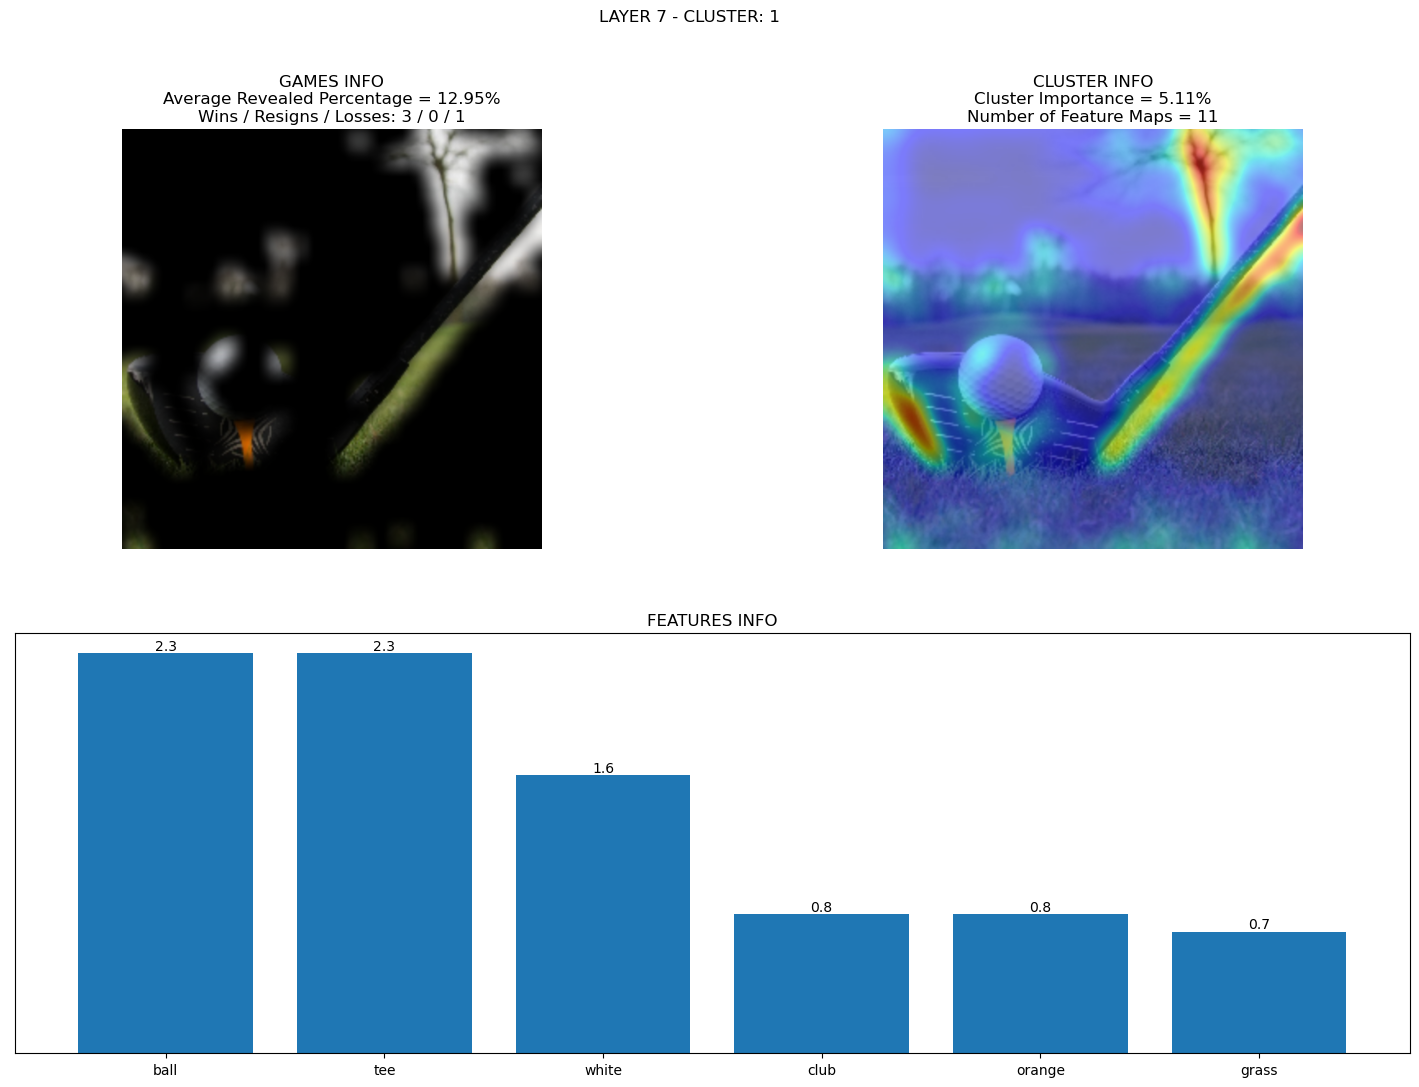 LAYER 7 - CLUSTER: 1
GAMES INFO
Average Revealed Percentage = 12.95%
Wins / Resigns / Losses: 3 / 0 / 1
CLUSTER INFO
Cluster Importance = 5.11%
Number of Feature Maps = 11
FEATURES INFO
2.3
2.3
1.6
0.8
0.8
0.7
ball
tee
white
club
orange
grass